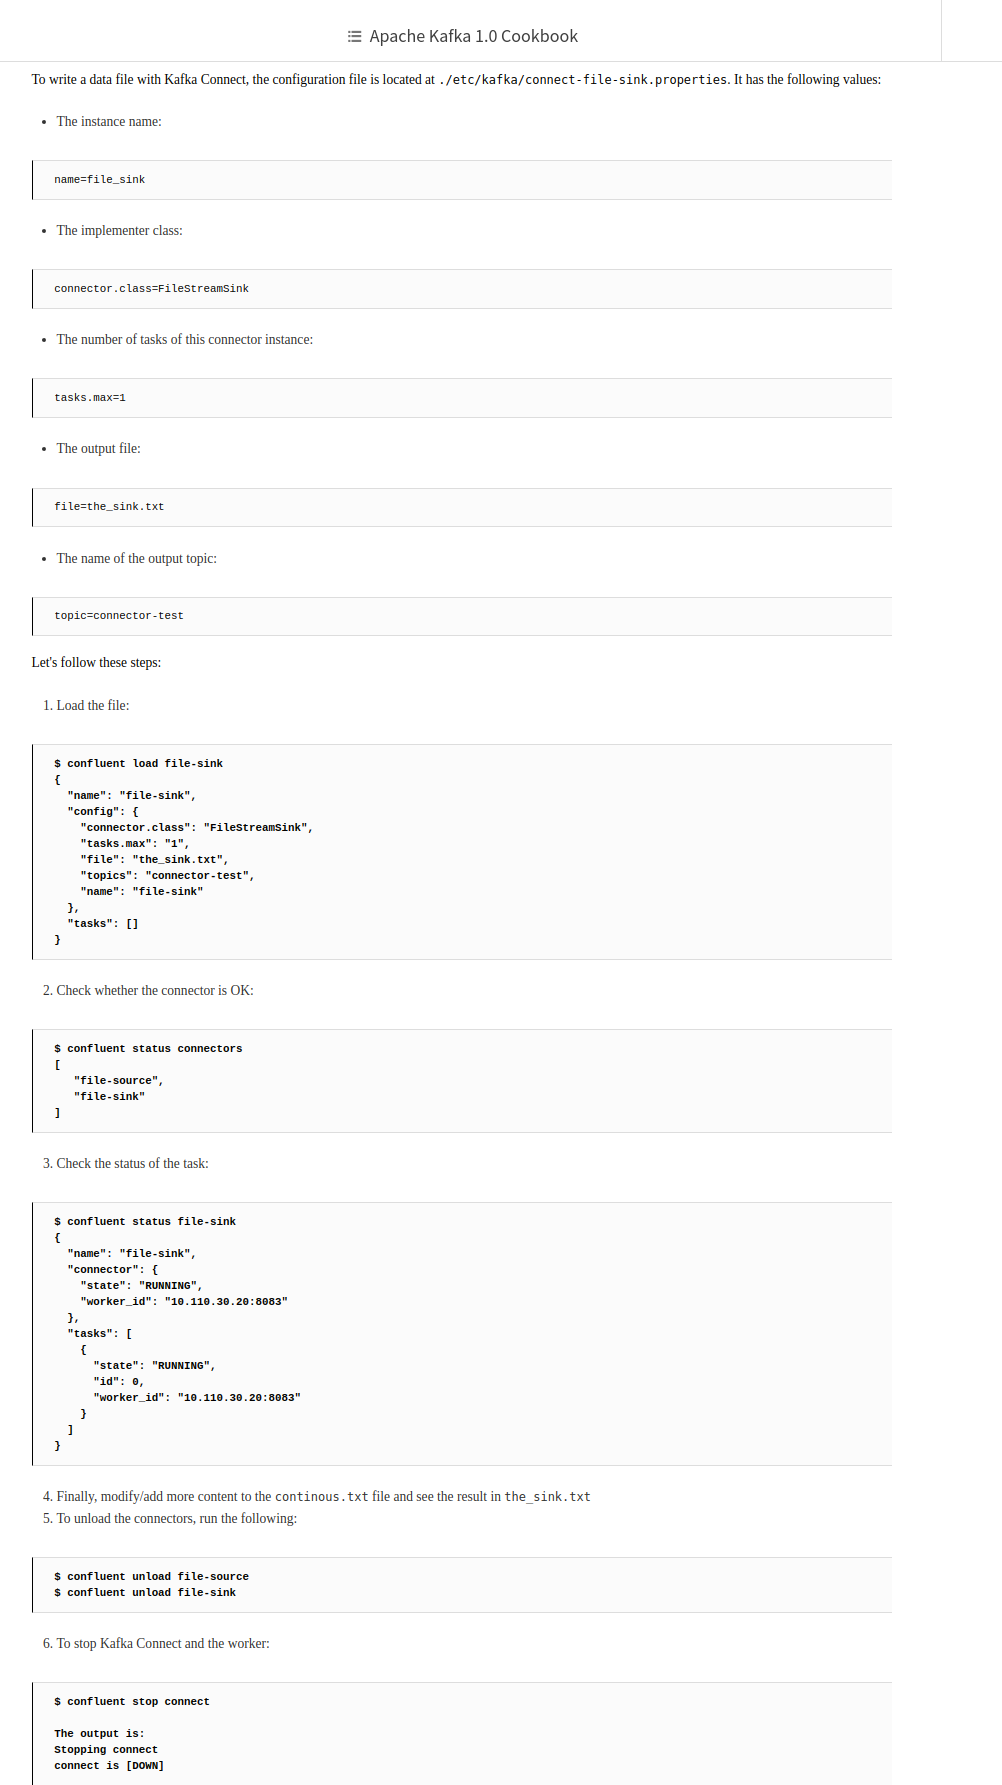 Apache Kafka 1.0 Cookbook
To write a data file with Kafka Connect, the configuration file is located at ./etc/kafka/connect-file-sink.properties. It has the following values:
• The instance name:
name=file_sink
• The implementer class:
connector.class=FileStreamSink
• The number of tasks of this connector instance:
tasks.max=1
• The output file:
file=the_sink.txt
• The name of the output topic:
topic=connector-test
Let's follow these steps:
1. Load the file:
$ confluent load file-sink
{
  "name": "file-sink",
  "config": {
    "connector.class": "FileStreamSink",
    "tasks.max": "1",
    "file": "the_sink.txt",
    "topics": "connector-test",
    "name": "file-sink"
  },
  "tasks": []
}
2. Check whether the connector is OK:
$ confluent status connectors
[
   "file-source",
   "file-sink"
]
3. Check the status of the task:
$ confluent status file-sink
{
  "name": "file-sink",
  "connector": {
    "state": "RUNNING",
    "worker_id": "10.110.30.20:8083"
  },
  "tasks": [
    {
      "state": "RUNNING",
      "id": 0,
      "worker_id": "10.110.30.20:8083"
    }
  ]
}
4. Finally, modify/add more content to the continous.txt file and see the result in the_sink.txt
5. To unload the connectors, run the following:
$ confluent unload file-source
$ confluent unload file-sink
6. To stop Kafka Connect and the worker:
$ confluent stop connect
The output is:
Stopping connect
connect is [DOWN]